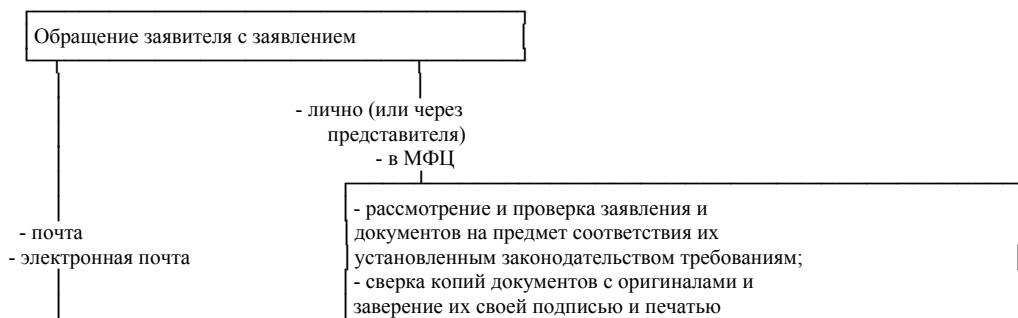 Обращение заявителя с заявлением
- лично (или через
представителя)
- в МФЦ
- почта
- электронная почта
- рассмотрение и проверка заявления и
документов на предмет соответствия их
установленным законодательством требованиям;
- сверка копий документов с оригиналами и
заверение их своей подписью и печатью